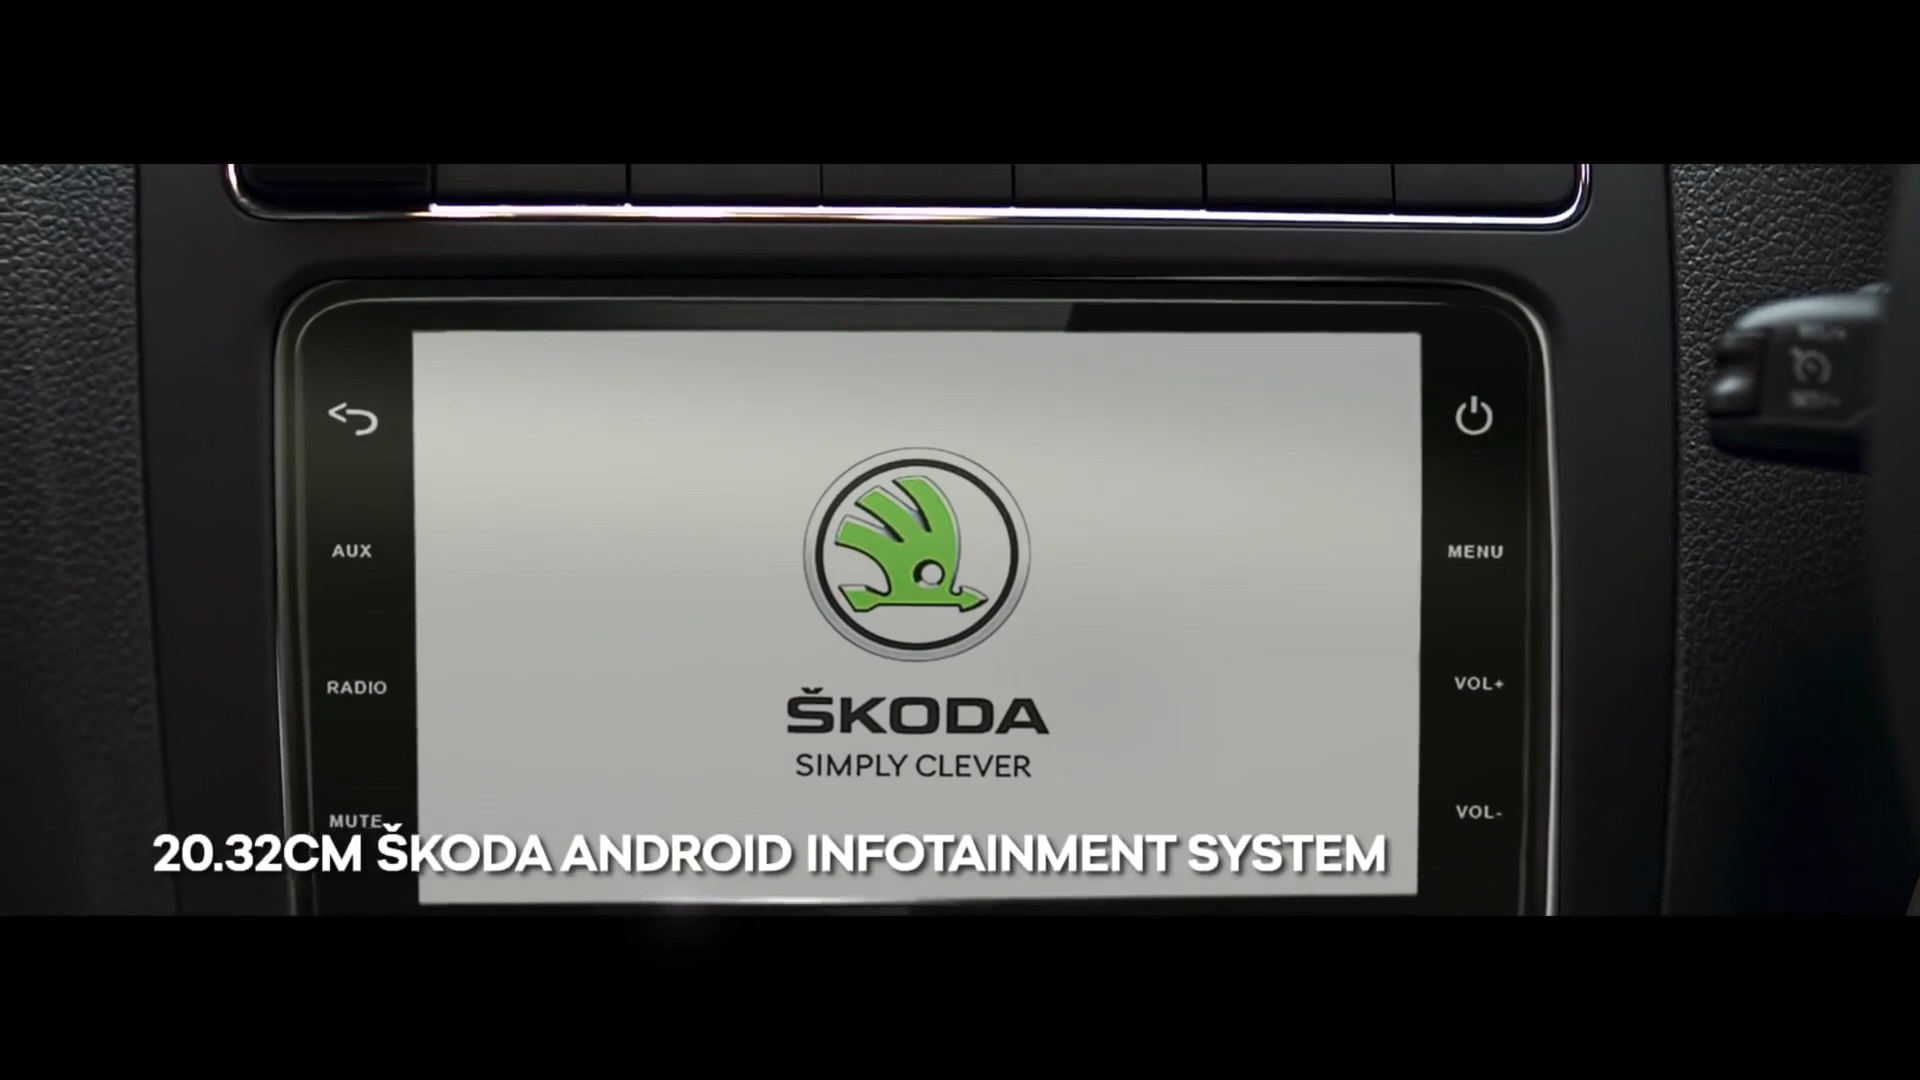 AUX
RADIO
MUTE
ŠKODA
SIMPLY CLEVER
MENU
VOL+
VOL-
20.32CM ŠKODA ANDROID INFOTAINMENT SYSTEM